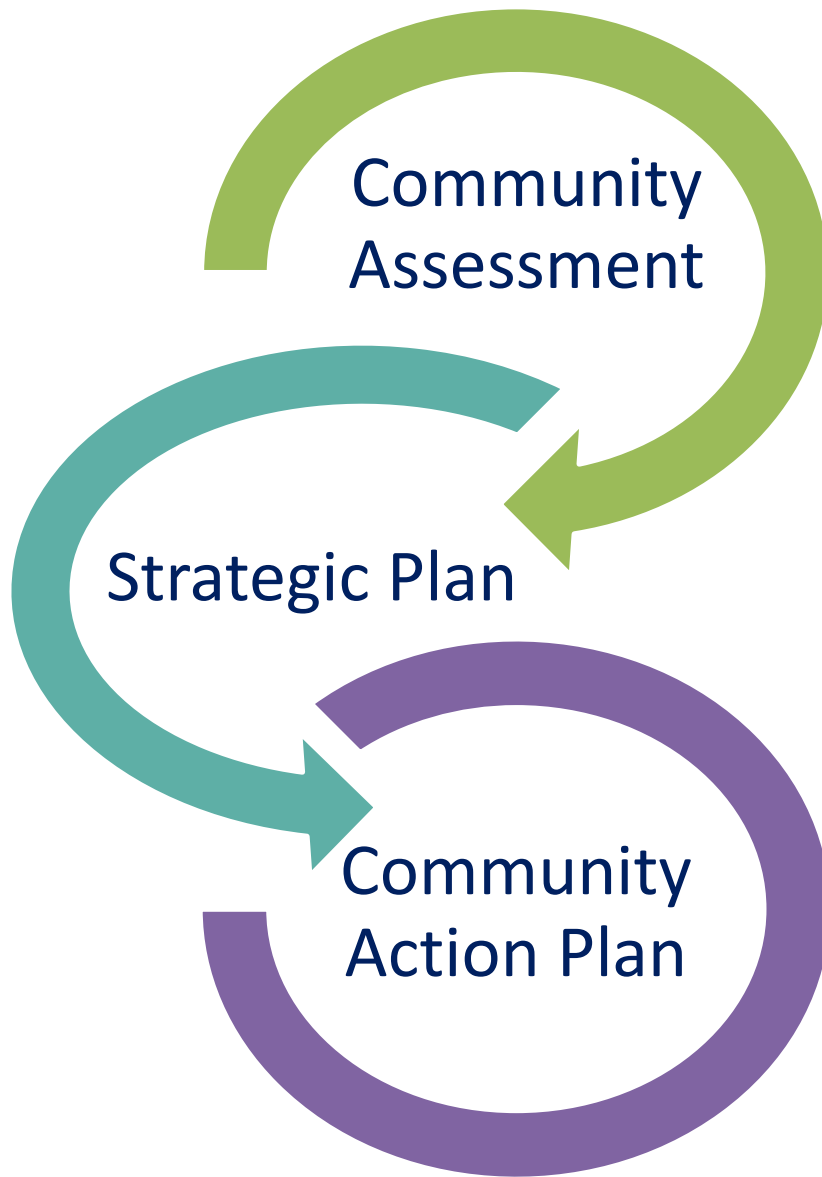 Community
Assessment
Strategic Plan
Community
Action Plan